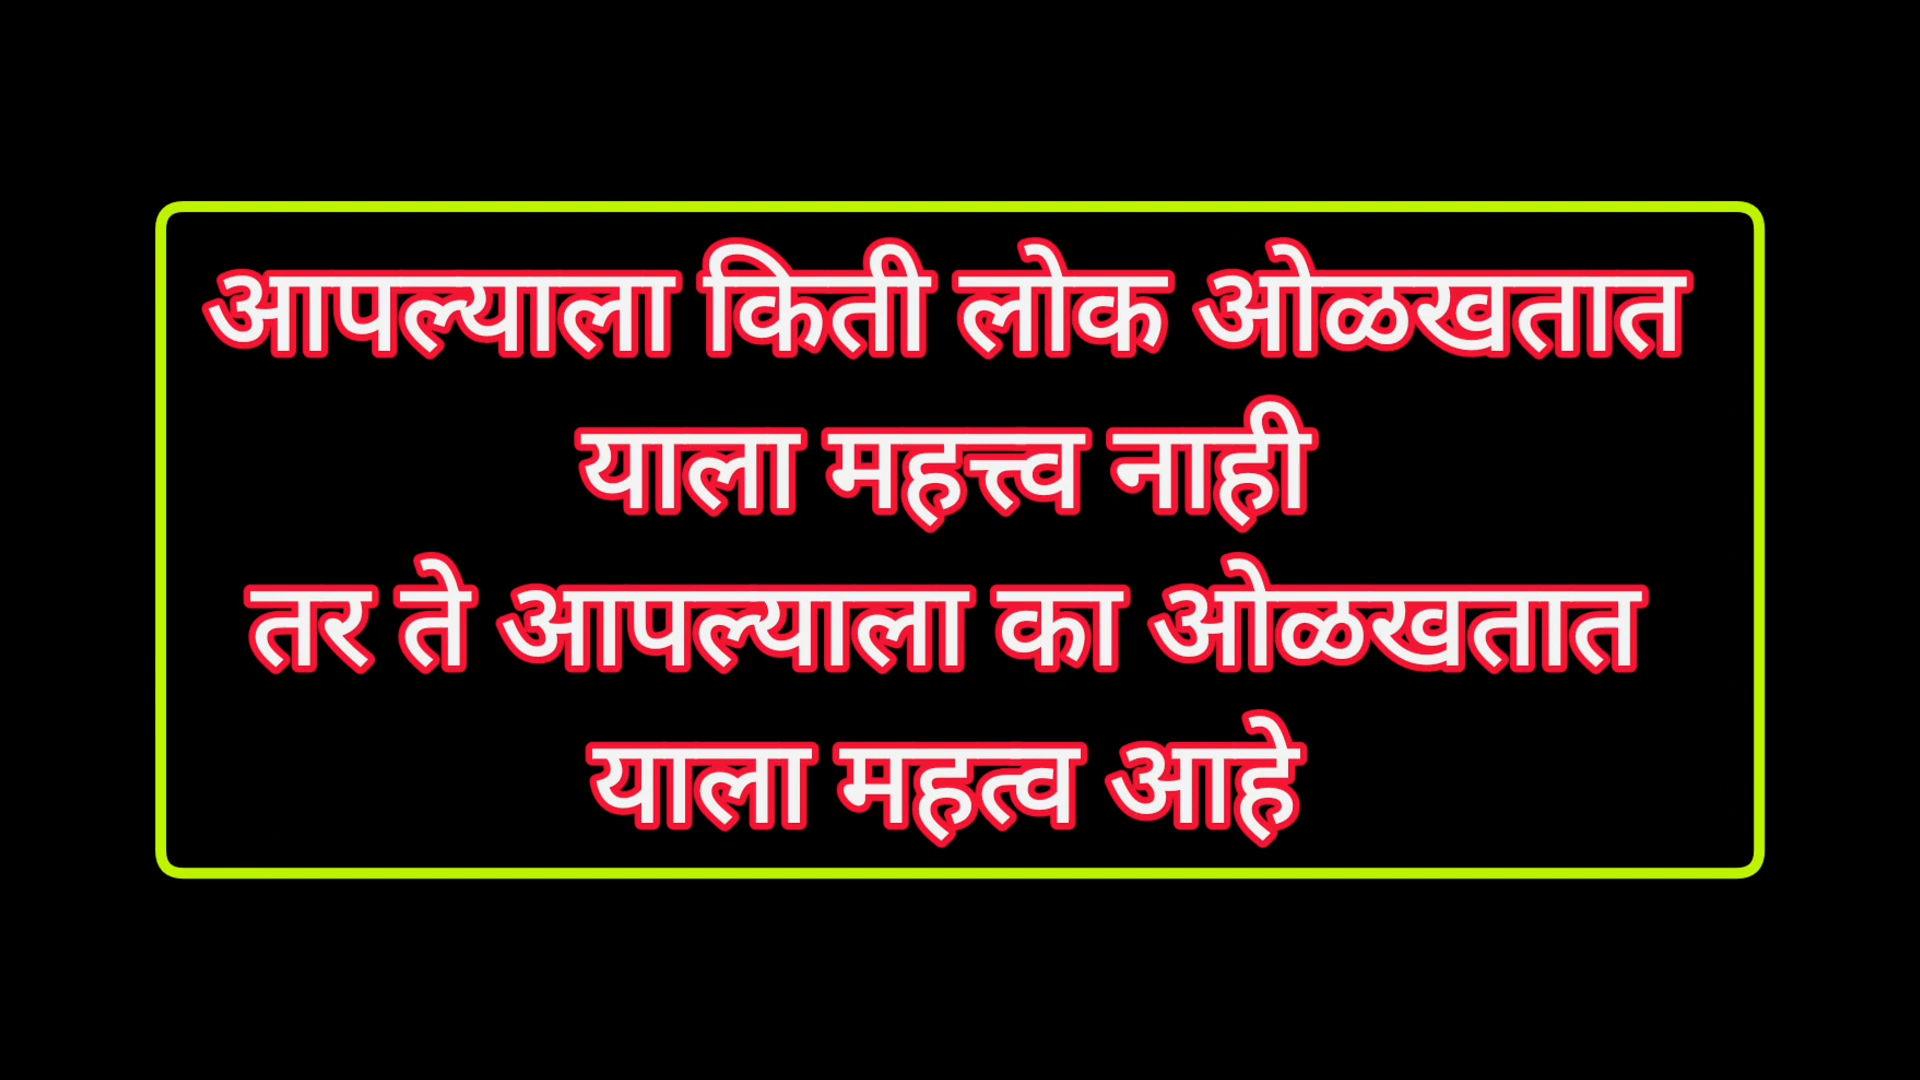 आपल्याला किती लोक ओळखतात
याला महत्त्व नाही
तर ते आपल्याला का ओळखतात
याला महत्व आहे